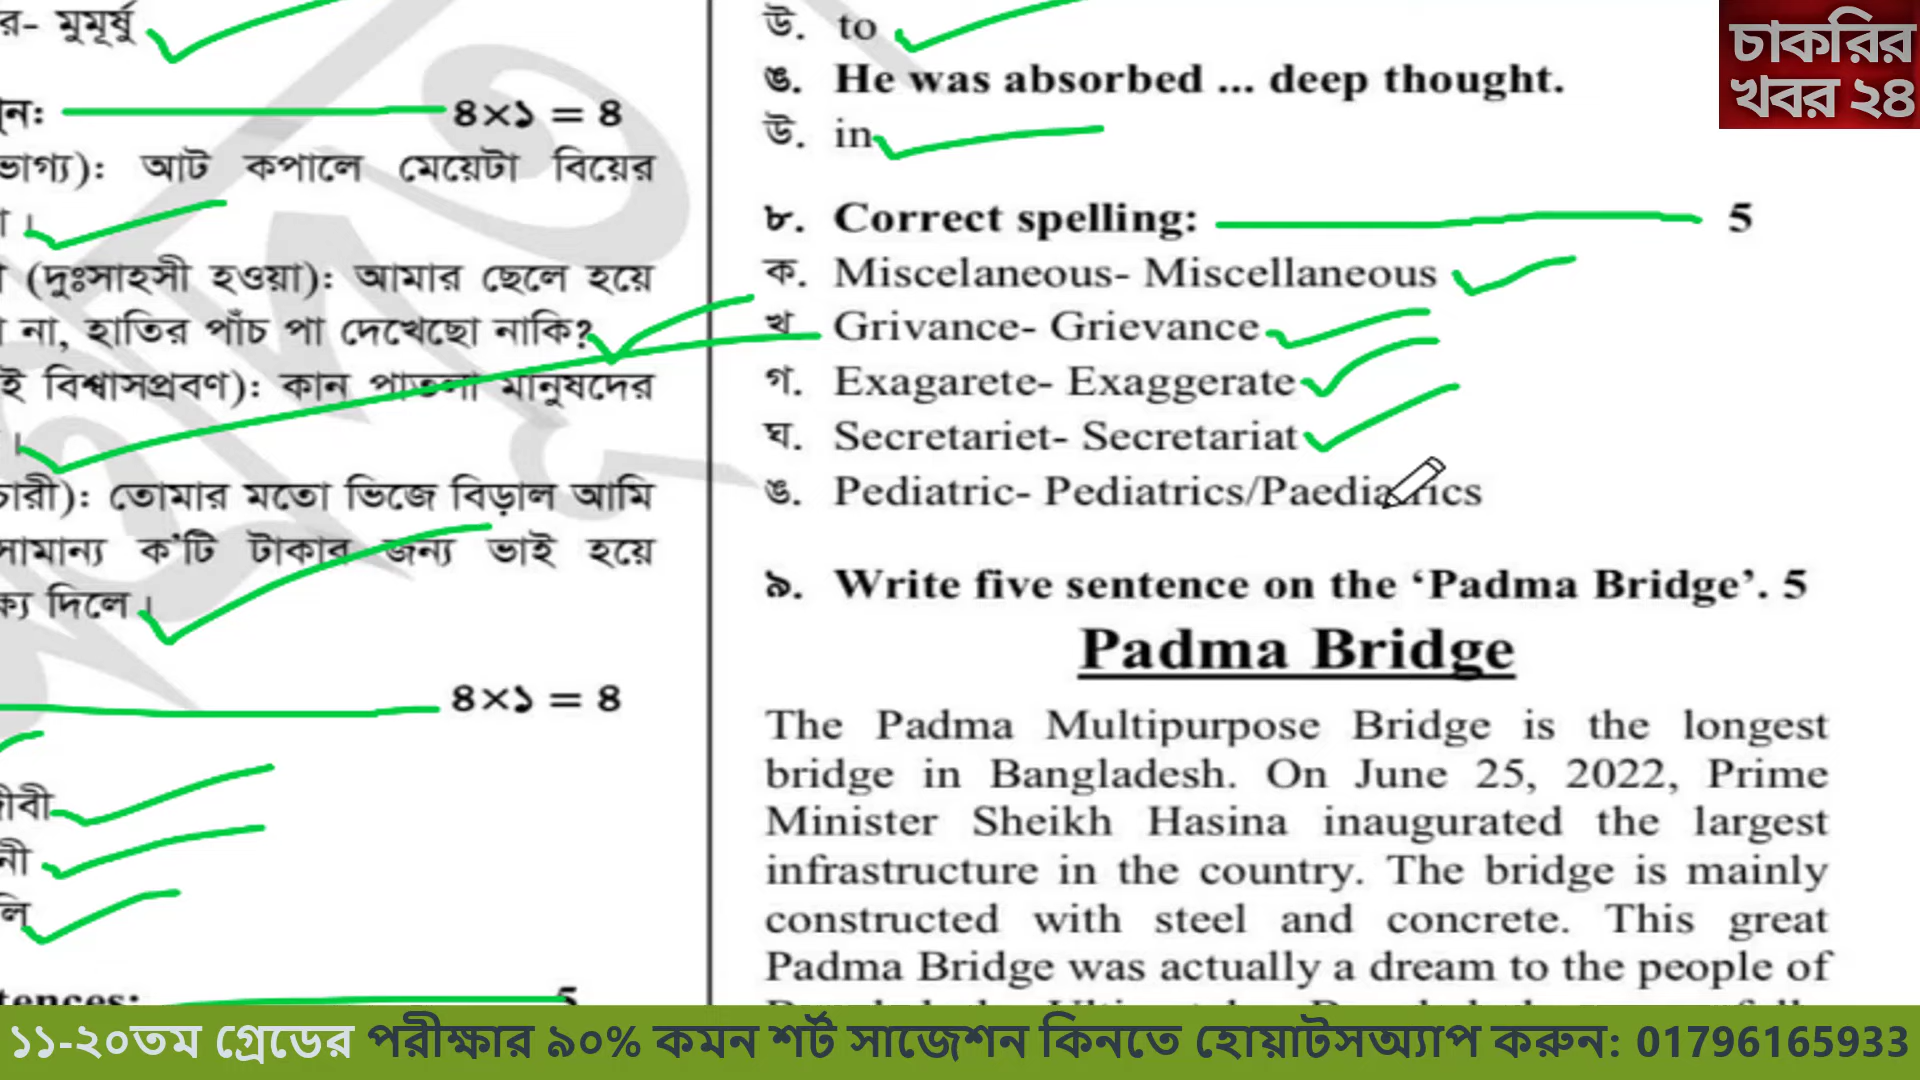 র- মুমূর্ষু
৪×১ = ৪
আট কপালে মেয়েটা বিয়ের
(দুঃসাহসী হওয়া): আমার ছেলে হয়ে
না, হাতির পাঁচ পা দেখেছো নাকি?
ই বিশ্বাসপ্রবণ): কান পাতলা মানুষদের
।
চারী): তোমার মতো ভিজে বিড়াল আমি
সামান্য ক'টি টাকার জন্য ভাই হয়ে
দিলে।
৪×১ = ৪
5
উ. to
ঙ. He was absorbed ... deep thought.
উ. in
৮. Correct spelling: 5
ক. Miscelaneous- Miscellaneous
খ Grivance- Grievance
গ. Exagarete- Exaggerate
ঘ. Secretariet- Secretariat
ঙ. Pediatric- Pediatrics/Paediatrics
৯. Write five sentence on the ‘Padma Bridge’. 5
Padma Bridge
The Padma Multipurpose Bridge is the longest
bridge in Bangladesh. On June 25, 2022, Prime
Minister Sheikh Hasina inaugurated the largest
infrastructure in the country. The bridge is mainly
constructed with steel and concrete. This great
Padma Bridge was actually a dream to the people of
চাকরির
খবর ২৪
১১-২০তম গ্রেডের পরীক্ষার ৯০% কমন শর্ট সাজেশন কিনতে হোয়াটসঅ্যাপ করুন: 01796165933